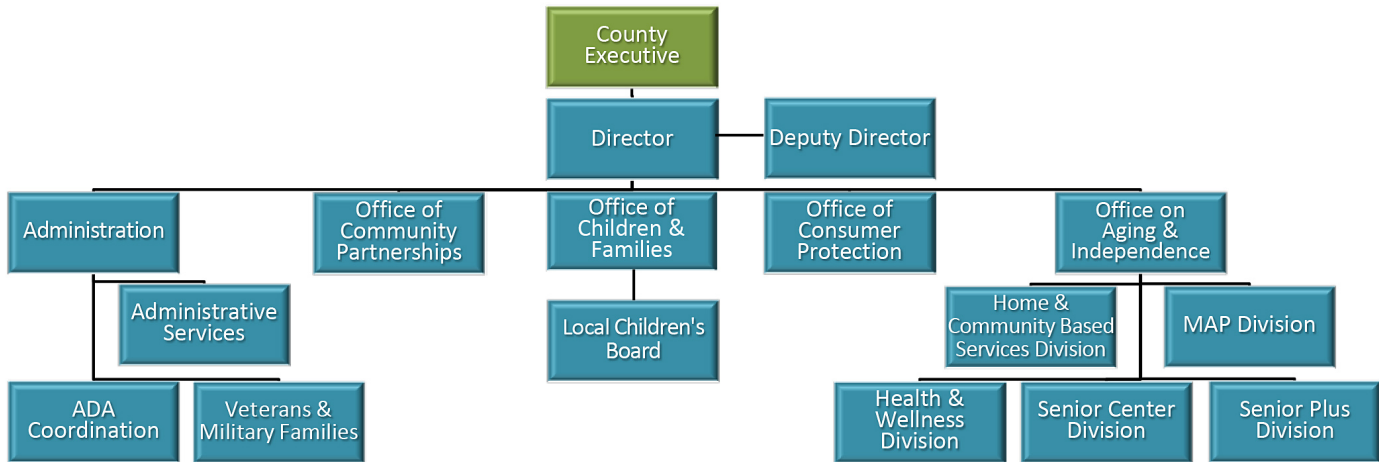 County
Executive
Director
Deputy Director
Administration
Office of
Community
Partnerships
Office of
Children &
Families
Office of
Consumer
Protection
Office on
Aging &
Independence
Administrative
Services
Local Children's
Board
Home &
Community Based
Services Division
MAP Division
ADA
Coordination
Veterans &
Military Families
Health &
Wellness
Division
Senior Center
Division
Senior Plus
Division